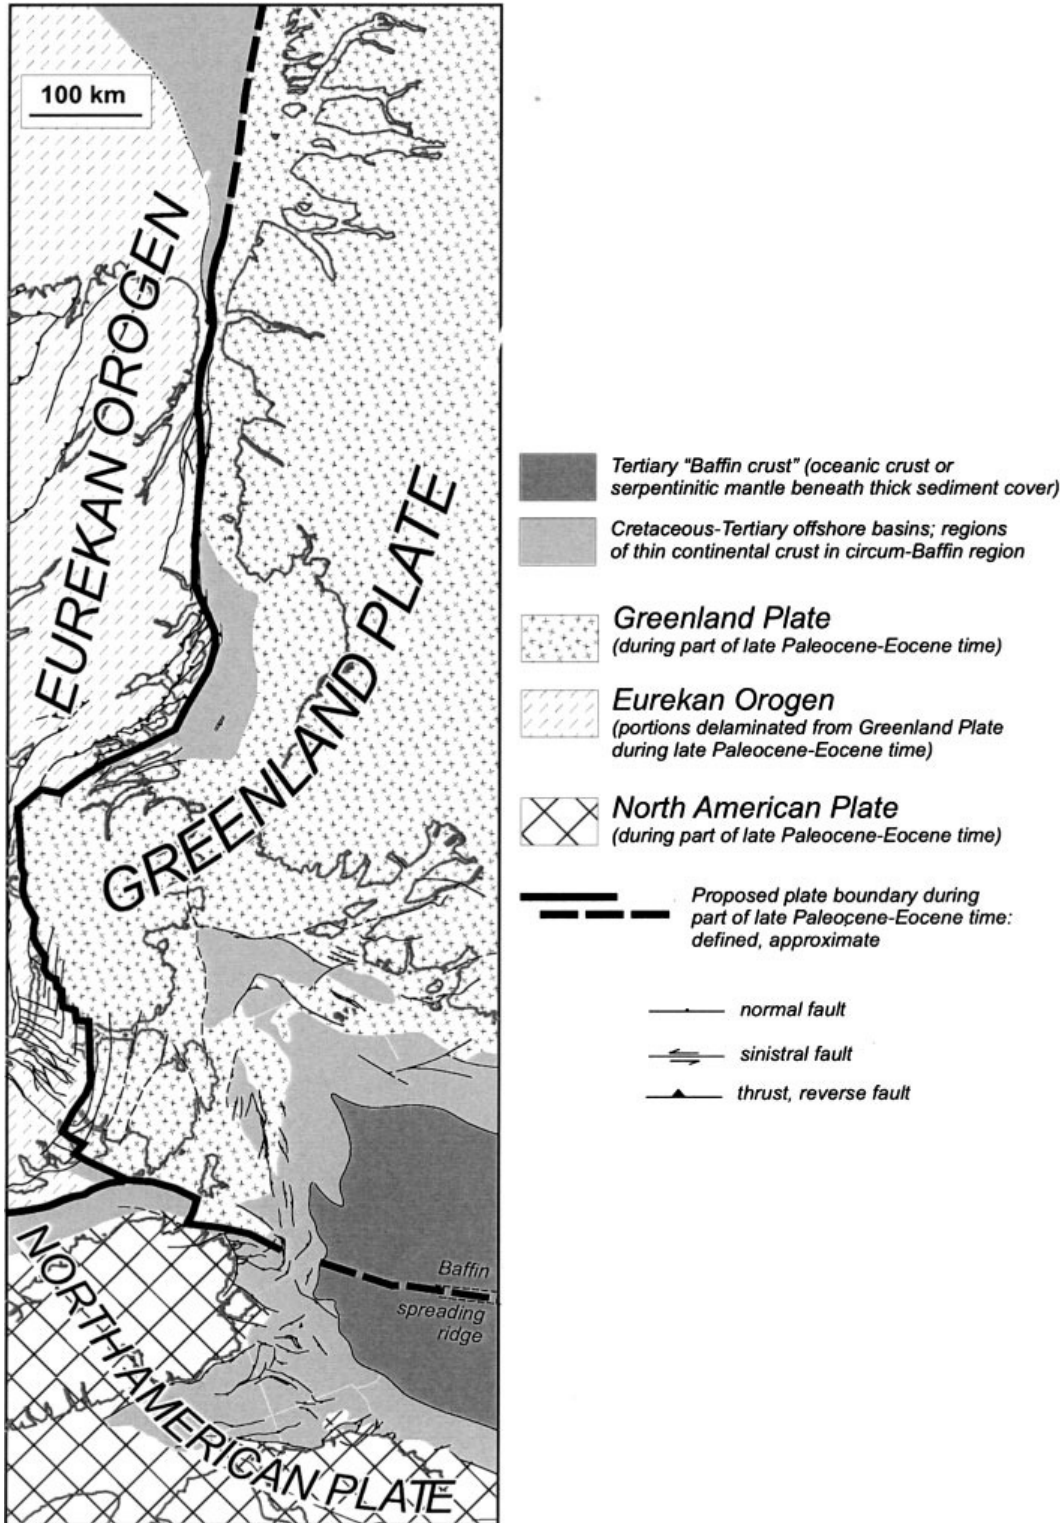 100 km
EUREKAN OROGEN
GREENLAND PLATE
Baffin
spreading
ridge
NORTH AMERICAN PLATE
Tertiary “Baffin crust” (oceanic crust or
serpentinitic mantle beneath thick sediment cover)
Cretaceous-Tertiary offshore basins; regions
of thin continental crust in circum-Baffin region
Greenland Plate
(during part of late Paleocene-Eocene time)
Eurekan Orogen
(portions delaminated from Greenland Plate
during late Paleocene-Eocene time)
North American Plate
(during part of late Paleocene-Eocene time)
Proposed plate boundary during
part of late Paleocene-Eocene time:
defined, approximate
normal fault
sinistral fault
thrust, reverse fault